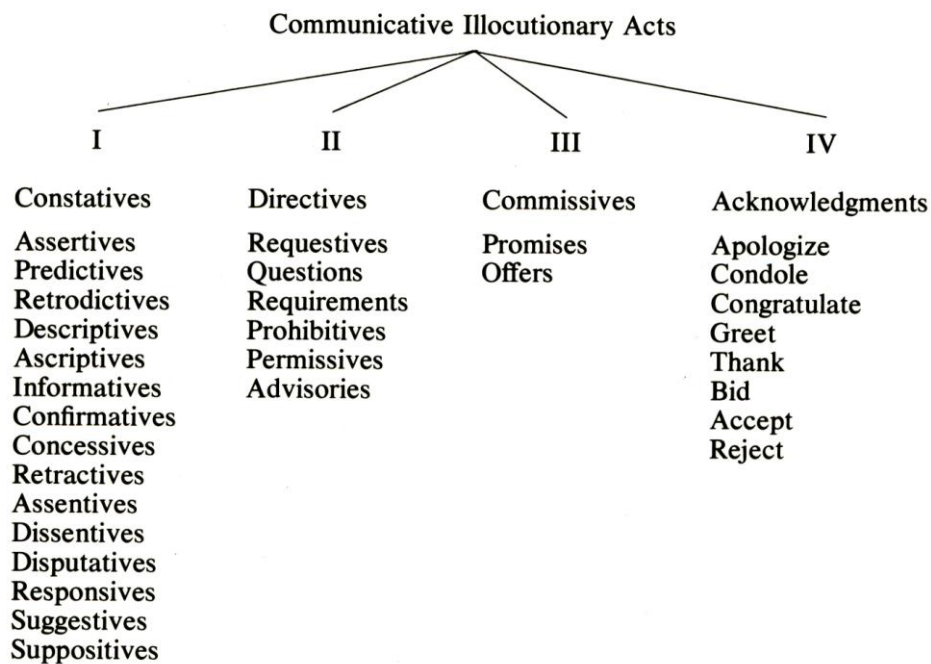 Communicative Illocutionary Acts
I
II
III
IV
Constatives
Assertives
Predictives
Retrodictives
Descriptives
Ascriptives
Informatives
Confirmatives
Concessives
Retractives
Assentives
Dissentives
Disputatives
Responsives
Suggestives
Suppositives
Directives
Requestives
Questions
Requirements
Prohibitives
Permissives
Advisories
Commissives
Promises
Offers
Acknowledgments
Apologize
Condole
Congratulate
Greet
Thank
Bid
Accept
Reject